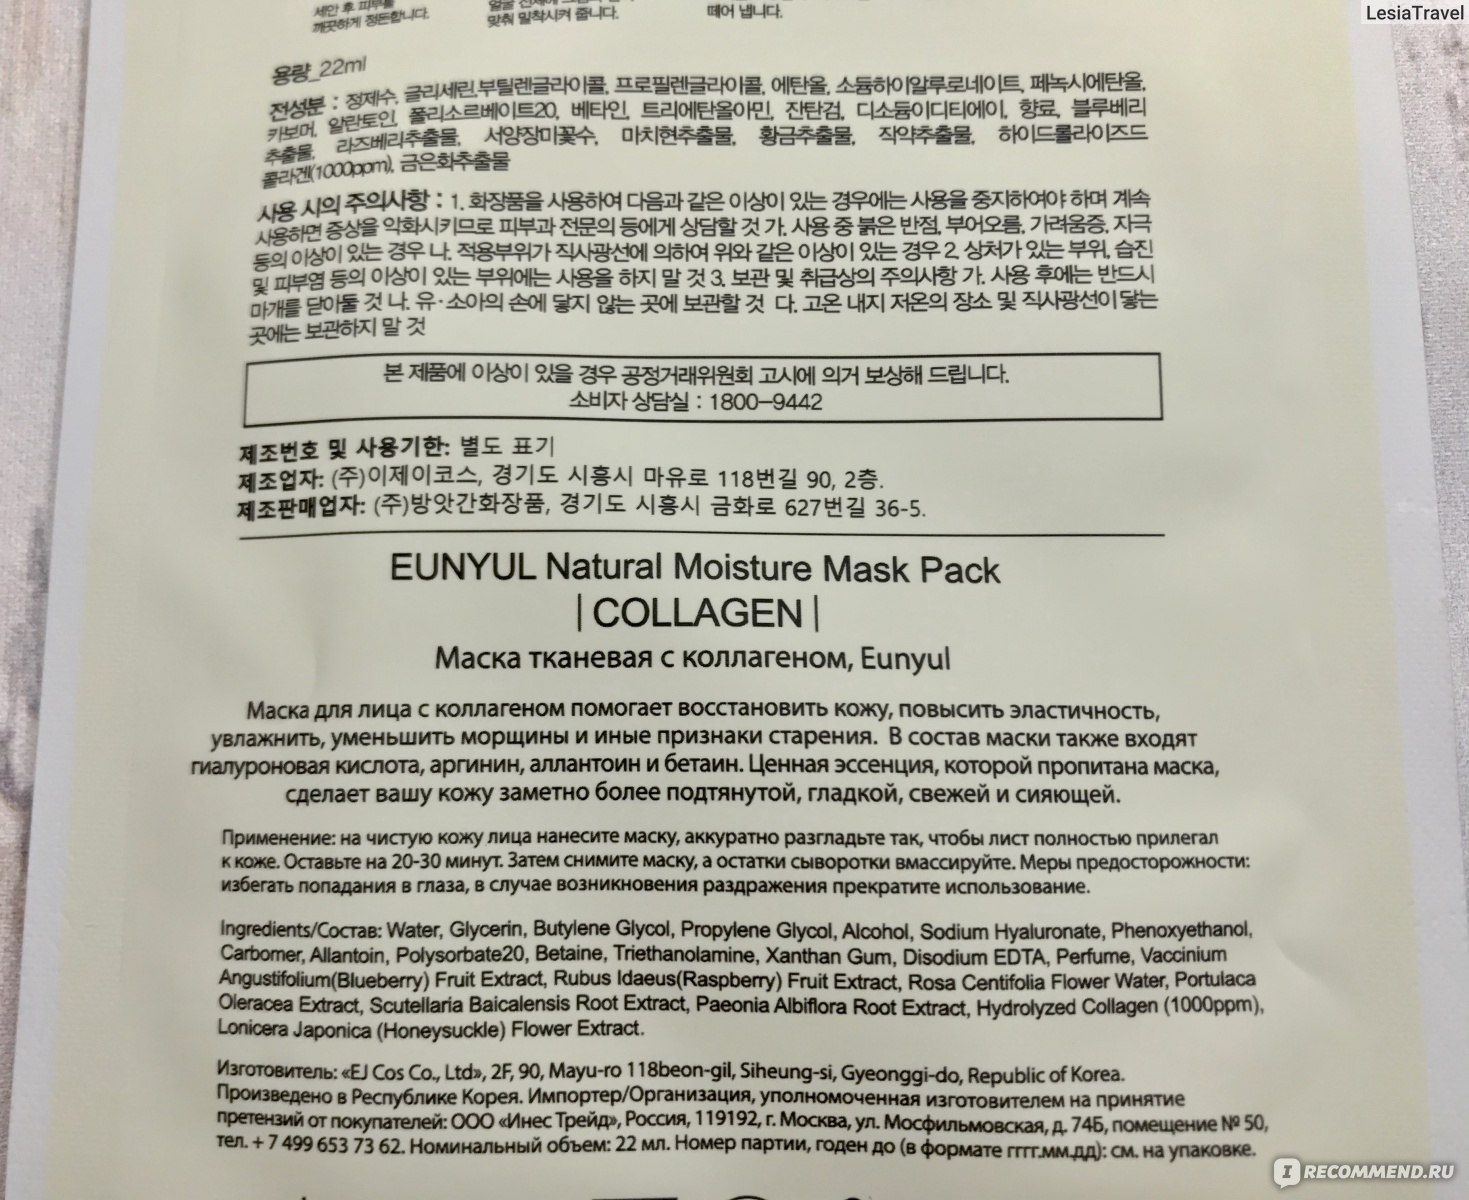 LesiaTravel
세안 후 피부를
깨끗하게 정돈합니다.
맞춰 밀착시켜 줍니다.
떼어 냅니다.
용량_22ml
전성분 : 정제수, 글리세린,부틸렌글라이콜, 프로필렌글라이콜, 에탄올, 소듐하이알루로네이트, 페녹시에탄올,
카보머, 알란토인, 폴리소르베이트20, 베타인, 트리에탄올아민, 잔탄검, 디소듐이디티에이, 향료, 블루베리
추출물, 라즈베리추출물, 서양장미꽃수, 마치현추출물, 황금추출물, 작약추출물, 하이드롤라이즈드
콜라겐(1000ppm), 금은화추출물
사용 시의 주의사항 : 1. 화장품을 사용하여 다음과 같은 이상이 있는 경우에는 사용을 중지하여야 하며 계속
사용하면 증상을 악화시키므로 피부과 전문의 등에게 상담할 것 가. 사용 중 붉은 반점, 부어오름, 가려움증, 자극
등의 이상이 있는 경우 나. 적용부위가 직사광선에 의하여 위와 같은 이상이 있는 경우 2. 상처가 있는 부위, 습진
및 피부염 등의 이상이 있는 부위에는 사용을 하지 말 것 3. 보관 및 취급상의 주의사항 가. 사용 후에는 반드시
마개를 닫아둘 것 나. 유·소아의 손에 닿지 않는 곳에 보관할 것 다. 고온 내지 저온의 장소 및 직사광선이 닿는
곳에는 보관하지 말 것
본 제품에 이상이 있을 경우 공정거래위원회 고시에 의거 보상해 드립니다.
소비자 상담실 : 1800-9442
제조번호 및 사용기한: 별도 표기
제조업자: (주)이제이코스, 경기도 시흥시 마유로 118번길 90, 2층.
제조판매업자: (주)방앗간화장품, 경기도 시흥시 금화로 627번길 36-5.
EUNYUL Natural Moisture Mask Pack
|COLLAGEN|
Маска тканевая с коллагеном, Eunyul
Маска для лица с коллагеном помогает восстановить кожу, повысить эластичность,
увлажнить, уменьшить морщины и иные признаки старения. В состав маски также входят
гиалуроновая кислота, аргинин, аллантоин и бетаин. Ценная эссенция, которой пропитана маска,
сделает вашу кожу заметно более подтянутой, гладкой, свежей и сияющей.
Применение: на чистую кожу лица нанесите маску, аккуратно разгладьте так, чтобы лист полностью прилегал
к коже. Оставьте на 20-30 минут. Затем снимите маску, а остатки сыворотки вмассируйте. Меры предосторожности:
избегать попадания в глаза, в случае возникновения раздражения прекратите использование.
Ingredients/Состав: Water, Glycerin, Butylene Glycol, Propylene Glycol, Alcohol, Sodium Hyaluronate, Phenoxyethanol,
Carbomer, Allantoin, Polysorbate20, Betaine, Triethanolamine, Xanthan Gum, Disodium EDTA, Perfume, Vaccinium
Angustifolium(Blueberry) Fruit Extract, Rubus Idaeus(Raspberry) Fruit Extract, Rosa Centifolia Flower Water, Portulaca
Oleracea Extract, Scutellaria Baicalensis Root Extract, Paeonia Albiflora Root Extract, Hydrolyzed Collagen (1000ppm),
Lonicera Japonica (Honeysuckle) Flower Extract.
Изготовитель: «EJ Cos Co., Ltd», 2F, 90, Mayu-ro 118beon-gil, Siheung-si, Gyeonggi-do, Republic of Korea.
Произведено в Республике Корея. Импортер/Организация, уполномоченная изготовителем на принятие
претензий от покупателей: ООО «Инес Трейд», Россия, 119192, г. Москва, ул. Мосфильмовская, д. 74Б, помещение № 50,
тел. + 7 499 653 73 62. Номинальный объем: 22 мл. Номер партии, годен до (в формате гггг.мм.дд): см. на упаковке.
IRECOMMEND.RU